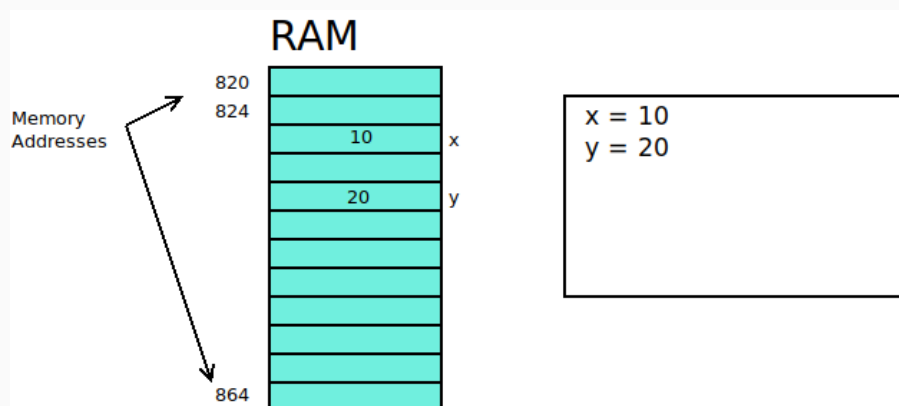 RAM
820
824
Memory
Addresses
10
x
20
y
864
x = 10
y = 20